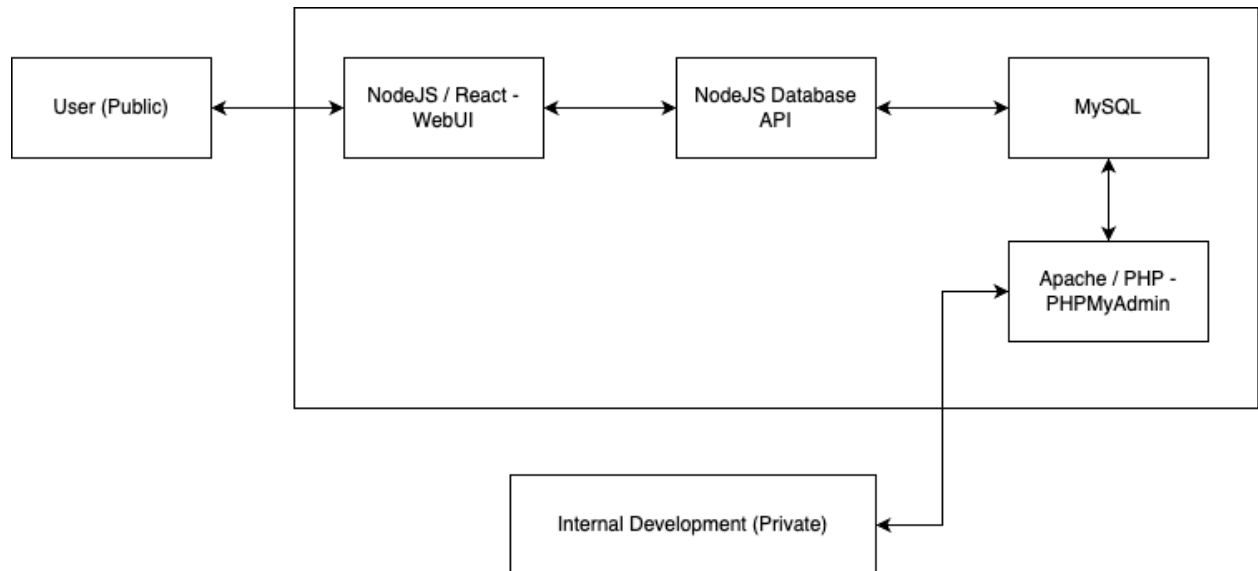 User (Public)
NodeJS / React -
WebUI
NodeJS Database
API
MySQL
Apache / PHP -
PHPMyAdmin
Internal Development (Private)